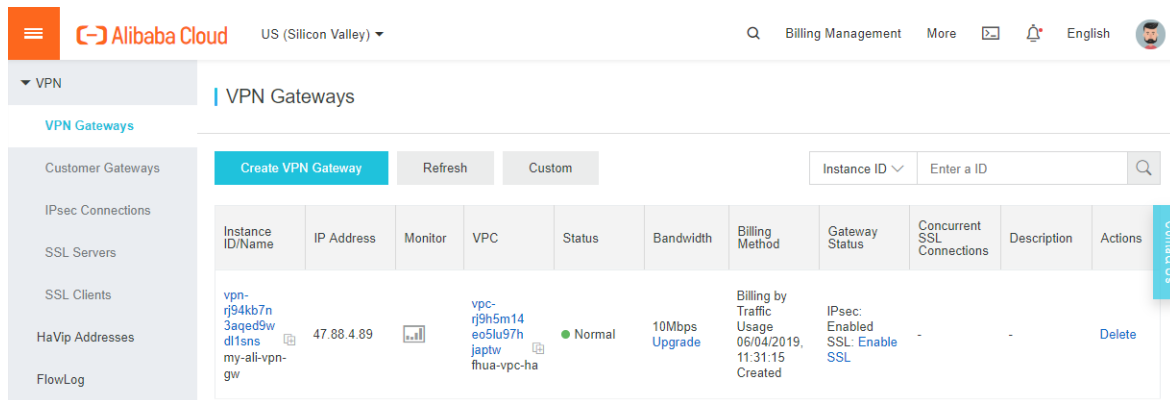 Alibaba Cloud
US (Silicon Valley)
Billing Management
More
English
VPN
VPN Gateways
Customer Gateways
IPsec Connections
SSL Servers
SSL Clients
HaVip Addresses
FlowLog
VPN Gateways
Create VPN Gateway
Refresh
Custom
Instance ID
Enter a ID
Instance
ID/Name
IP Address
Monitor
VPC
Status
Bandwidth
Billing
Method
Gateway
Status
Concurrent
SSL
Connections
Description
Actions
vpn-
rj94kb7n
3aqed9w
dl1sns
my-ali-vpn-
gw
47.88.4.89
vpc-
rj9h5m14
eo5lu97h
japtw
fhua-vpc-ha
Normal
10Mbps
Upgrade
Billing by
Traffic
Usage
06/04/2019,
11:31:15
Created
IPsec:
Enabled
SSL: Enable
SSL
-
-
Delete